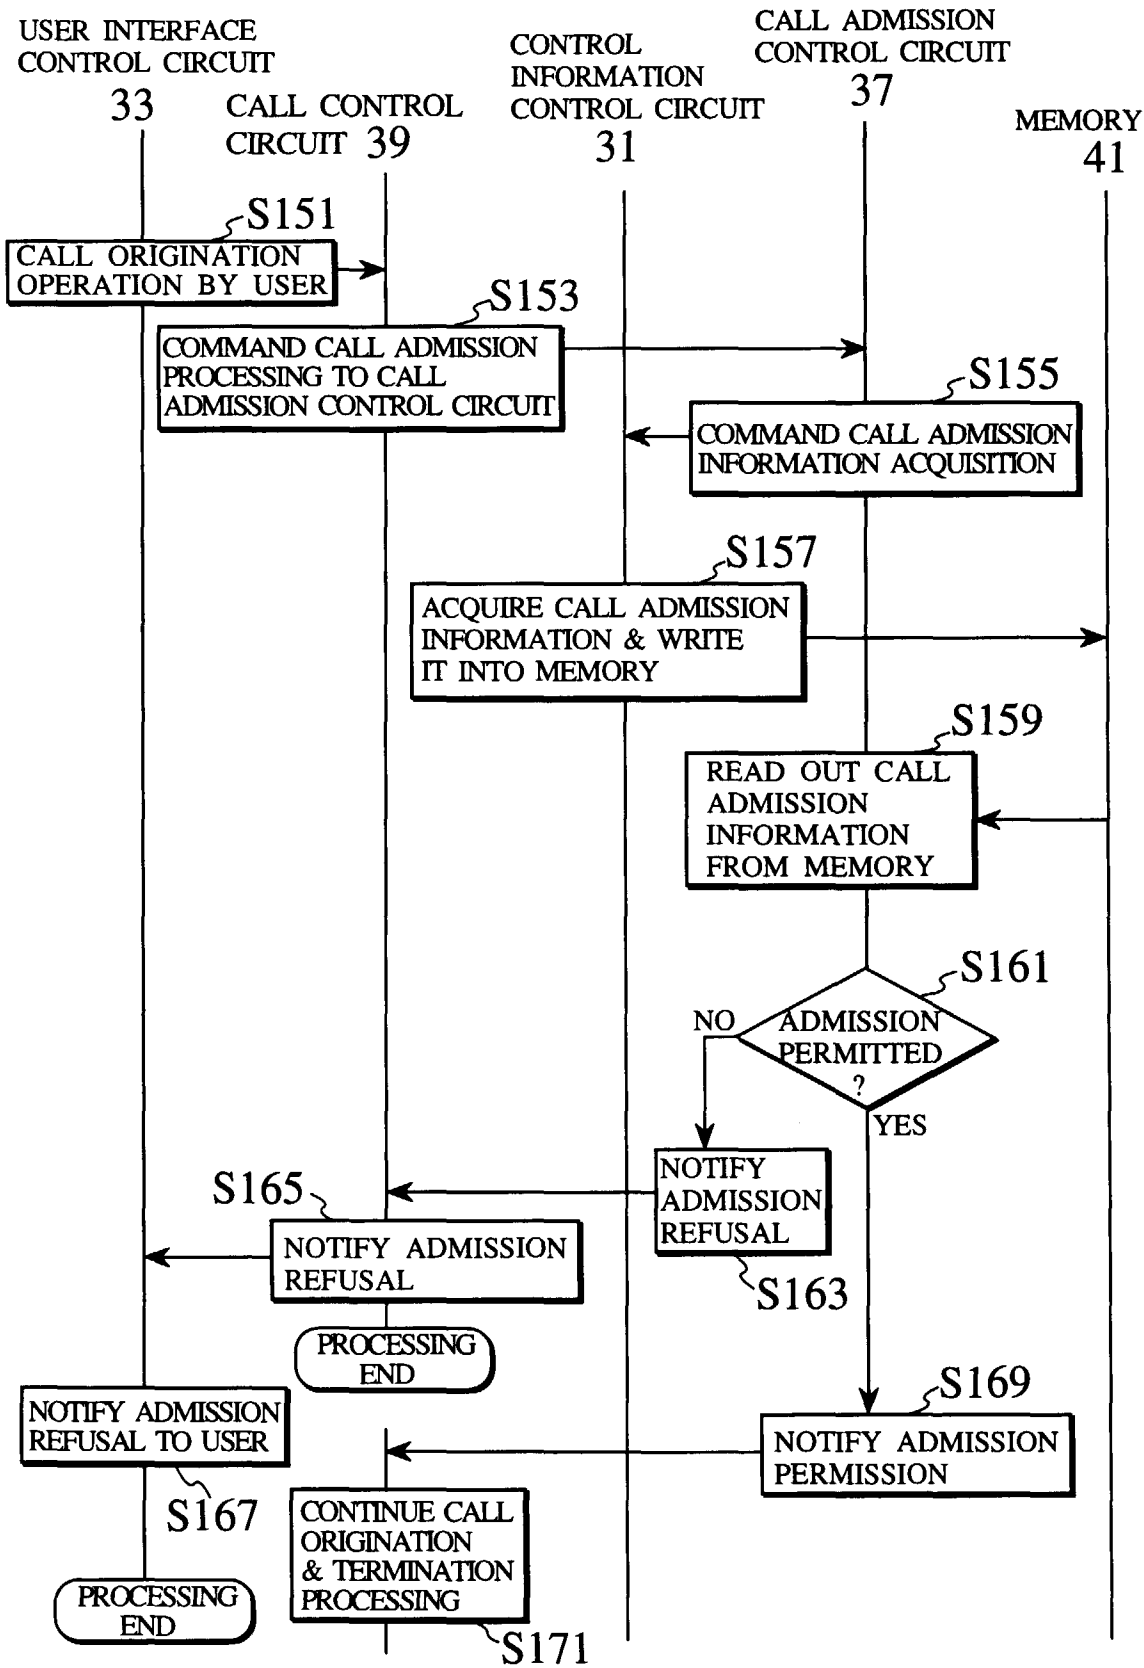 USER INTERFACE
CONTROL CIRCUIT
33
CALL CONTROL
CIRCUIT 39
CONTROL
INFORMATION
CONTROL CIRCUIT
31
CALL ADMISSION
CONTROL CIRCUIT
37
MEMORY
41
S151
CALL ORIGINATION
OPERATION BY USER
S153
COMMAND CALL ADMISSION
PROCESSING TO CALL
ADMISSION CONTROL CIRCUIT
S155
COMMAND CALL ADMISSION
INFORMATION ACQUISITION
S157
ACQUIRE CALL ADMISSION
INFORMATION & WRITE
IT INTO MEMORY
S159
READ OUT CALL
ADMISSION
INFORMATION
FROM MEMORY
S161
ADMISSION
PERMITTED
?
NO
YES
NOTIFY
ADMISSION
REFUSAL
S163
S165
NOTIFY ADMISSION
REFUSAL
PROCESSING
END
NOTIFY ADMISSION
REFUSAL TO USER
S167
PROCESSING
END
S169
NOTIFY ADMISSION
PERMISSION
CONTINUE CALL
ORIGINATION
& TERMINATION
PROCESSING
S171